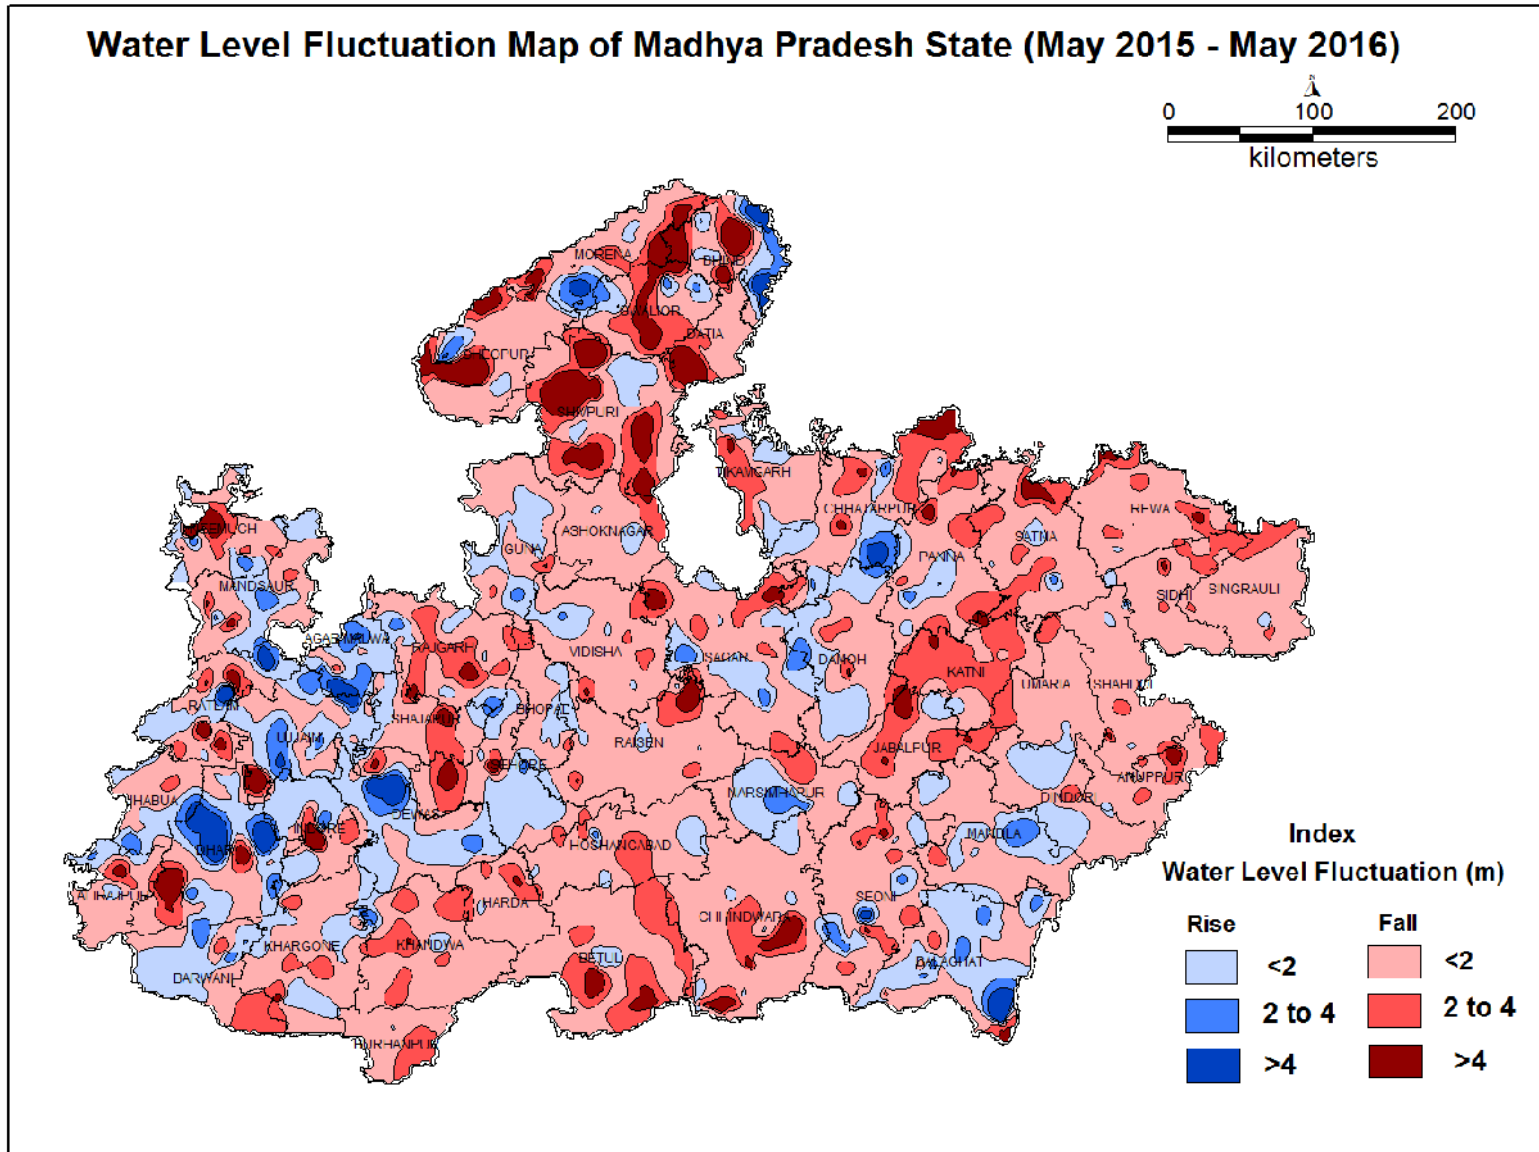 Water Level Fluctuation Map of Madhya Pradesh State (May 2015 - May 2016)
N
0 100 200
kilometers
MORENA
BHIND
GWALIOR
DATIA
SHIVPURI
TIKAMGARH
CHHATARPUR
REWA
NEEMUCH
ASHOKNAGAR
GUNA
SATNA
PANNA
MANDSAUR
SIDHI
SINGRAULI
AGAR MALWA
RAJGARH
VIDISHA
SAGAR
DAMOH
KATNI
UMARIA
SHAHDOL
RATLAM
SHAJAPUR
BHOPAL
UJJAIN
RAISEN
JABALPUR
SEHORE
ANUPPUR
JHABUA
NARSIMHAPUR
DINDORI
DEWAS
INDORE
MANDLA
DHAR
HOSHANGABAD
HARDA
SEONI
CHHINDWARA
KHARGONE
KHANDWA
BETUL
BALAGHAT
BURHANPUR
Index
Water Level Fluctuation (m)
Rise Fall
<2 <2
2 to 4 2 to 4
>4 >4